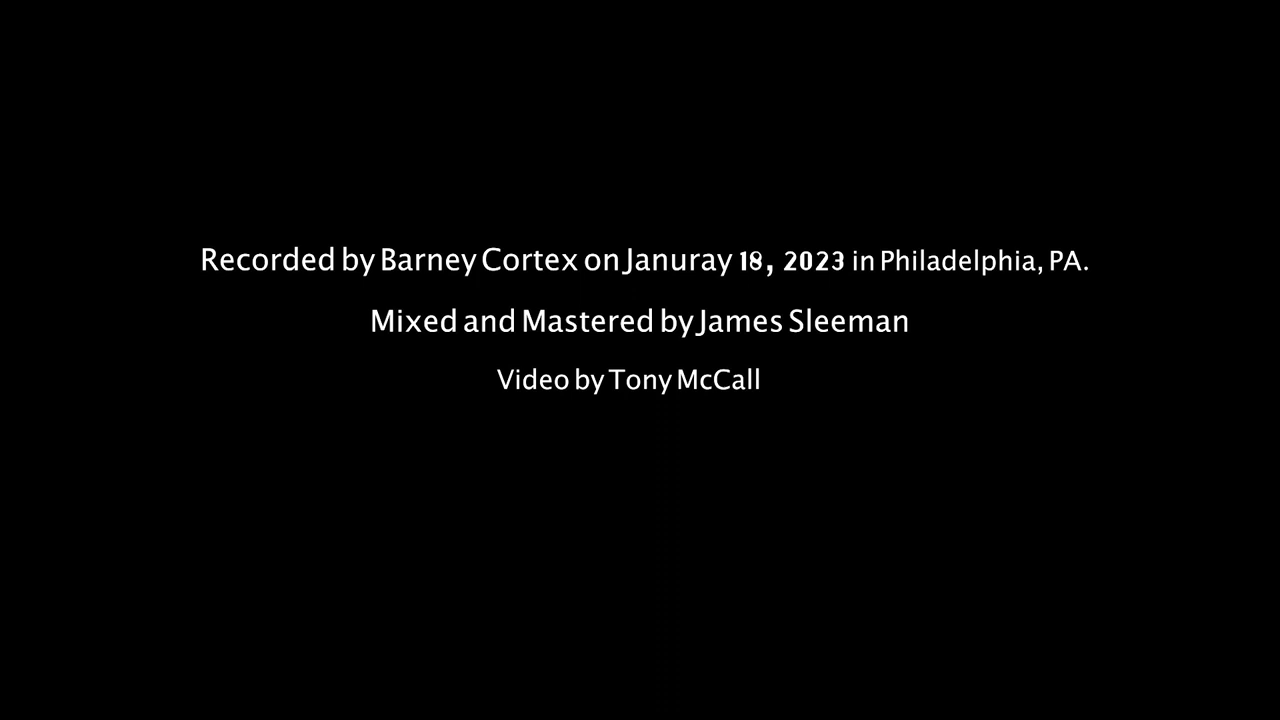 Recorded by Barney Cortex on Januray 18, 2023 in Philadelphia, PA.
Mixed and Mastered by James Sleeman
Video by Tony McCall